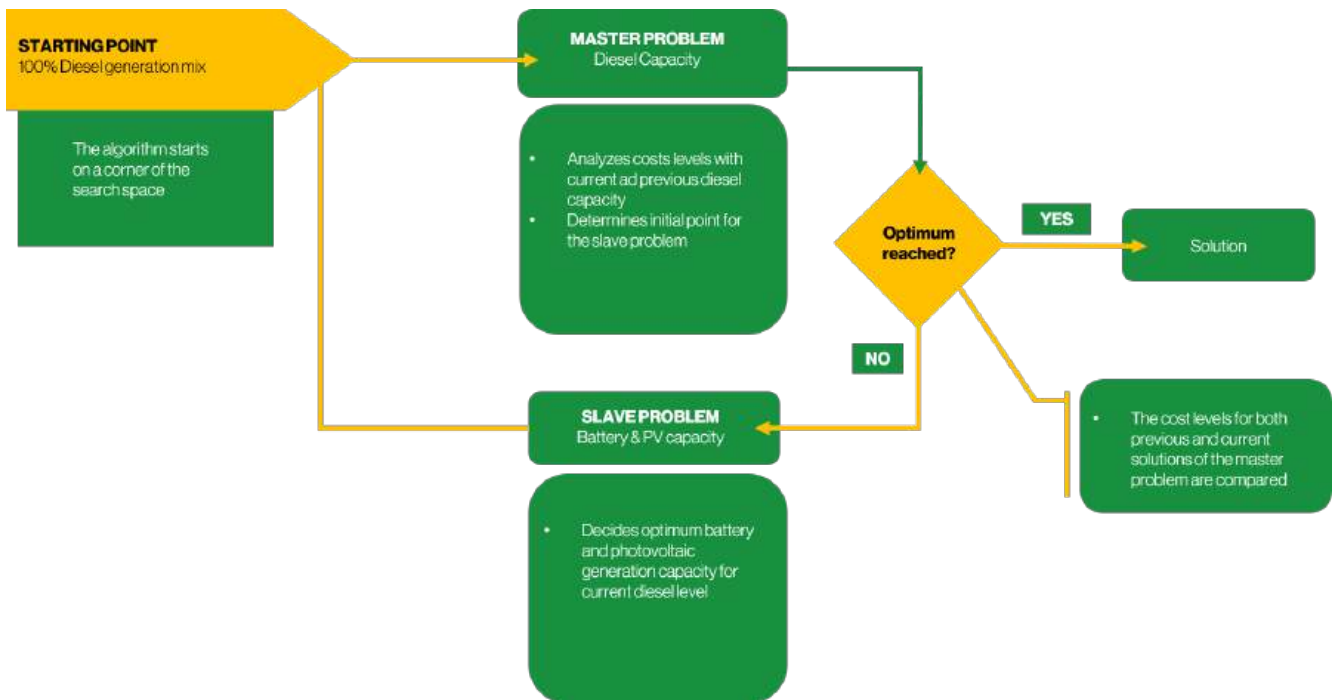 STARTING POINT
100% Diesel generation mix
The algorithm starts
on a corner of the
search space
MASTER PROBLEM
Diesel Capacity
• Analyzes costs levels with
current ad previous diesel
capacity
• Determines initial point for
the slave problem
Optimum
reached?
YES
Solution
NO
• The cost levels for both
previous and current
solutions of the master
problem are compared
SLAVE PROBLEM
Battery & PV capacity
• Decides optimum battery
and photovoltaic
generation capacity for
current diesel level